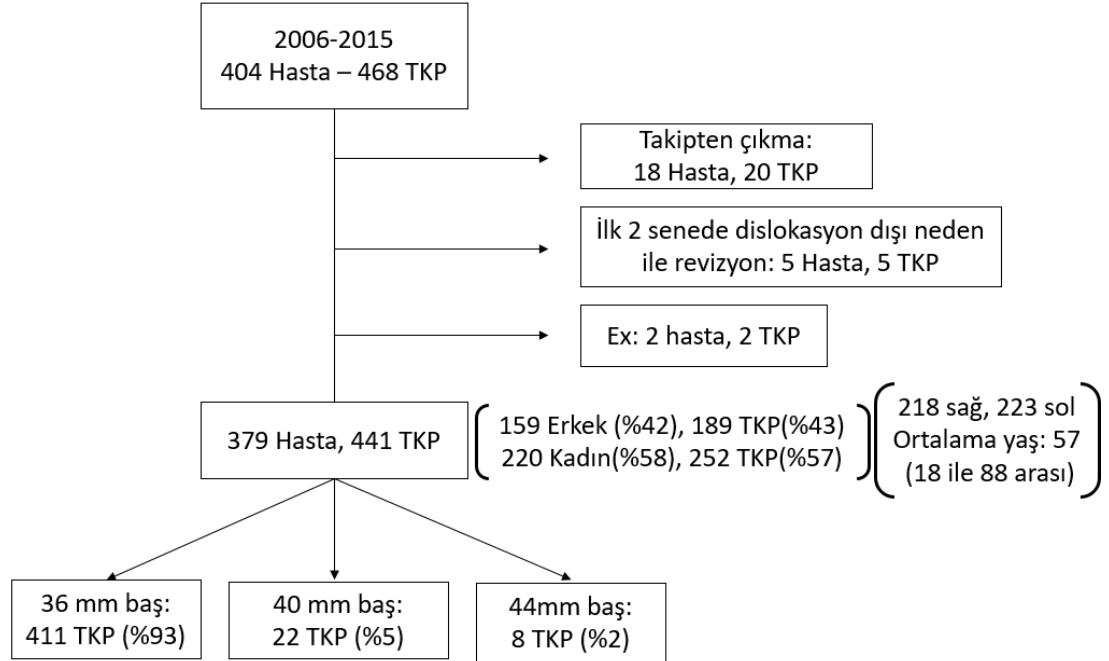 2006-2015
404 Hasta – 468 TKP
Takipten çıkma:
18 Hasta, 20 TKP
İlk 2 senede dislokasyon dışı neden
ile revizyon: 5 Hasta, 5 TKP
Ex: 2 hasta, 2 TKP
379 Hasta, 441 TKP
159 Erkek (%42), 189 TKP(%43)
220 Kadın(%58), 252 TKP(%57)
218 sağ, 223 sol
Ortalama yaş: 57
(18 ile 88 arası)
36 mm baş:
411 TKP (%93)
40 mm baş:
22 TKP (%5)
44mm baş:
8 TKP (%2)